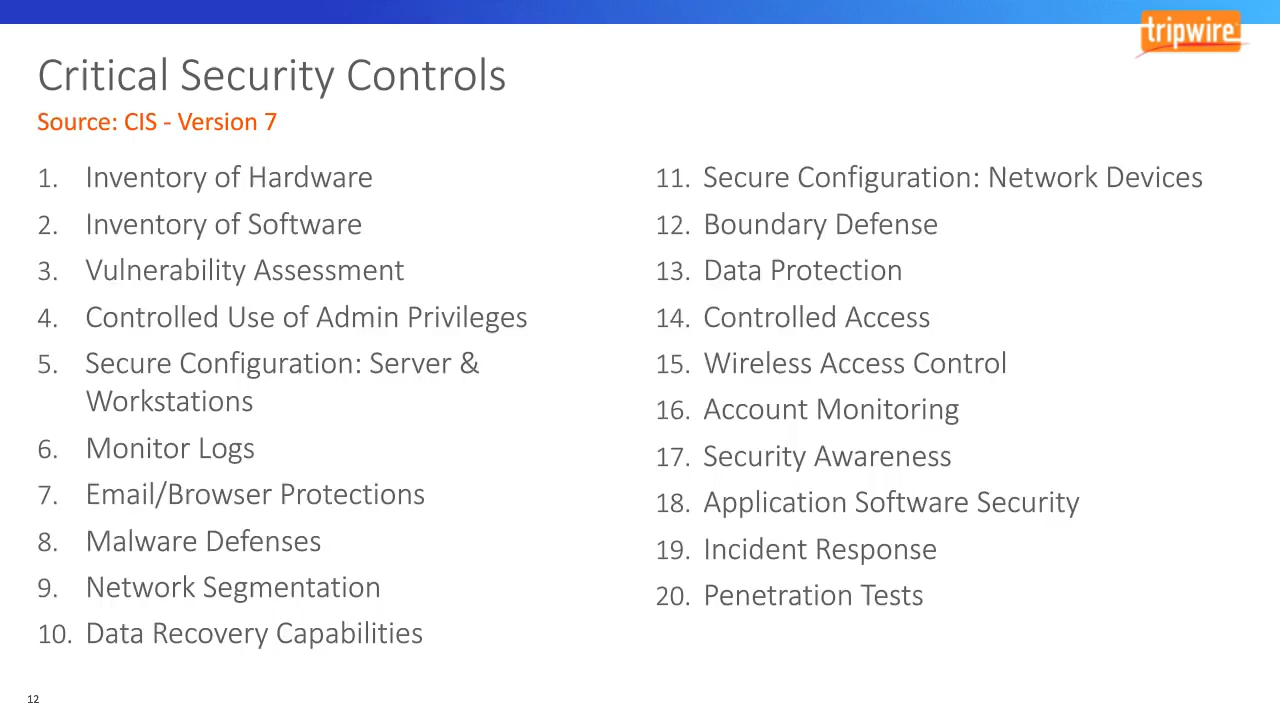 tripwire
Critical Security Controls
Source: CIS - Version 7
1. Inventory of Hardware
2. Inventory of Software
3. Vulnerability Assessment
4. Controlled Use of Admin Privileges
5. Secure Configuration: Server &
Workstations
6. Monitor Logs
7. Email/Browser Protections
8. Malware Defenses
9. Network Segmentation
10. Data Recovery Capabilities
11. Secure Configuration: Network Devices
12. Boundary Defense
13. Data Protection
14. Controlled Access
15. Wireless Access Control
16. Account Monitoring
17. Security Awareness
18. Application Software Security
19. Incident Response
20. Penetration Tests
12